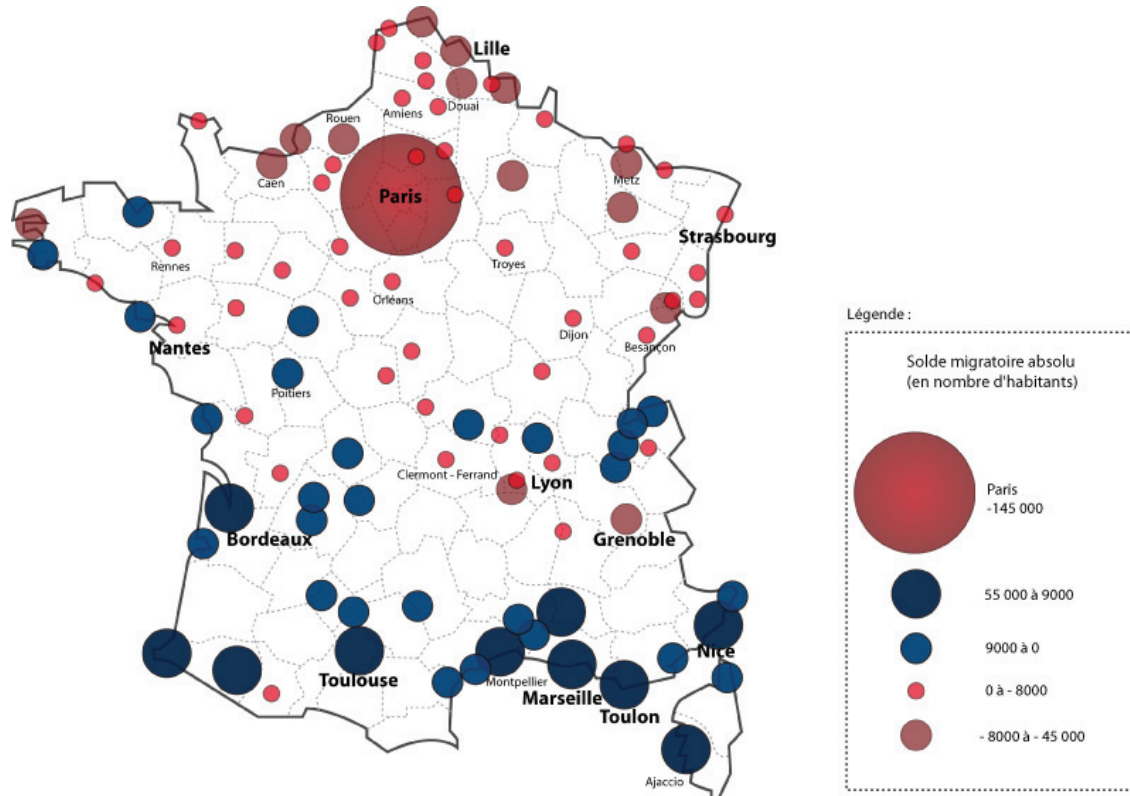 Lille
Douai
Amiens
Rouen
Caen
Paris
Metz
Strasbourg
Rennes
Troyes
Orléans
Nantes
Dijon
Besançon
Poitiers
Clermont - Ferrand
Lyon
Bordeaux
Grenoble
Toulouse
Montpellier
Marseille
Toulon
Nice
Ajaccio
Légende :
Solde migratoire absolu
(en nombre d'habitants)
Paris
-145 000
55 000 à 9000
9000 à 0
0 à - 8000
- 8000 à - 45 000